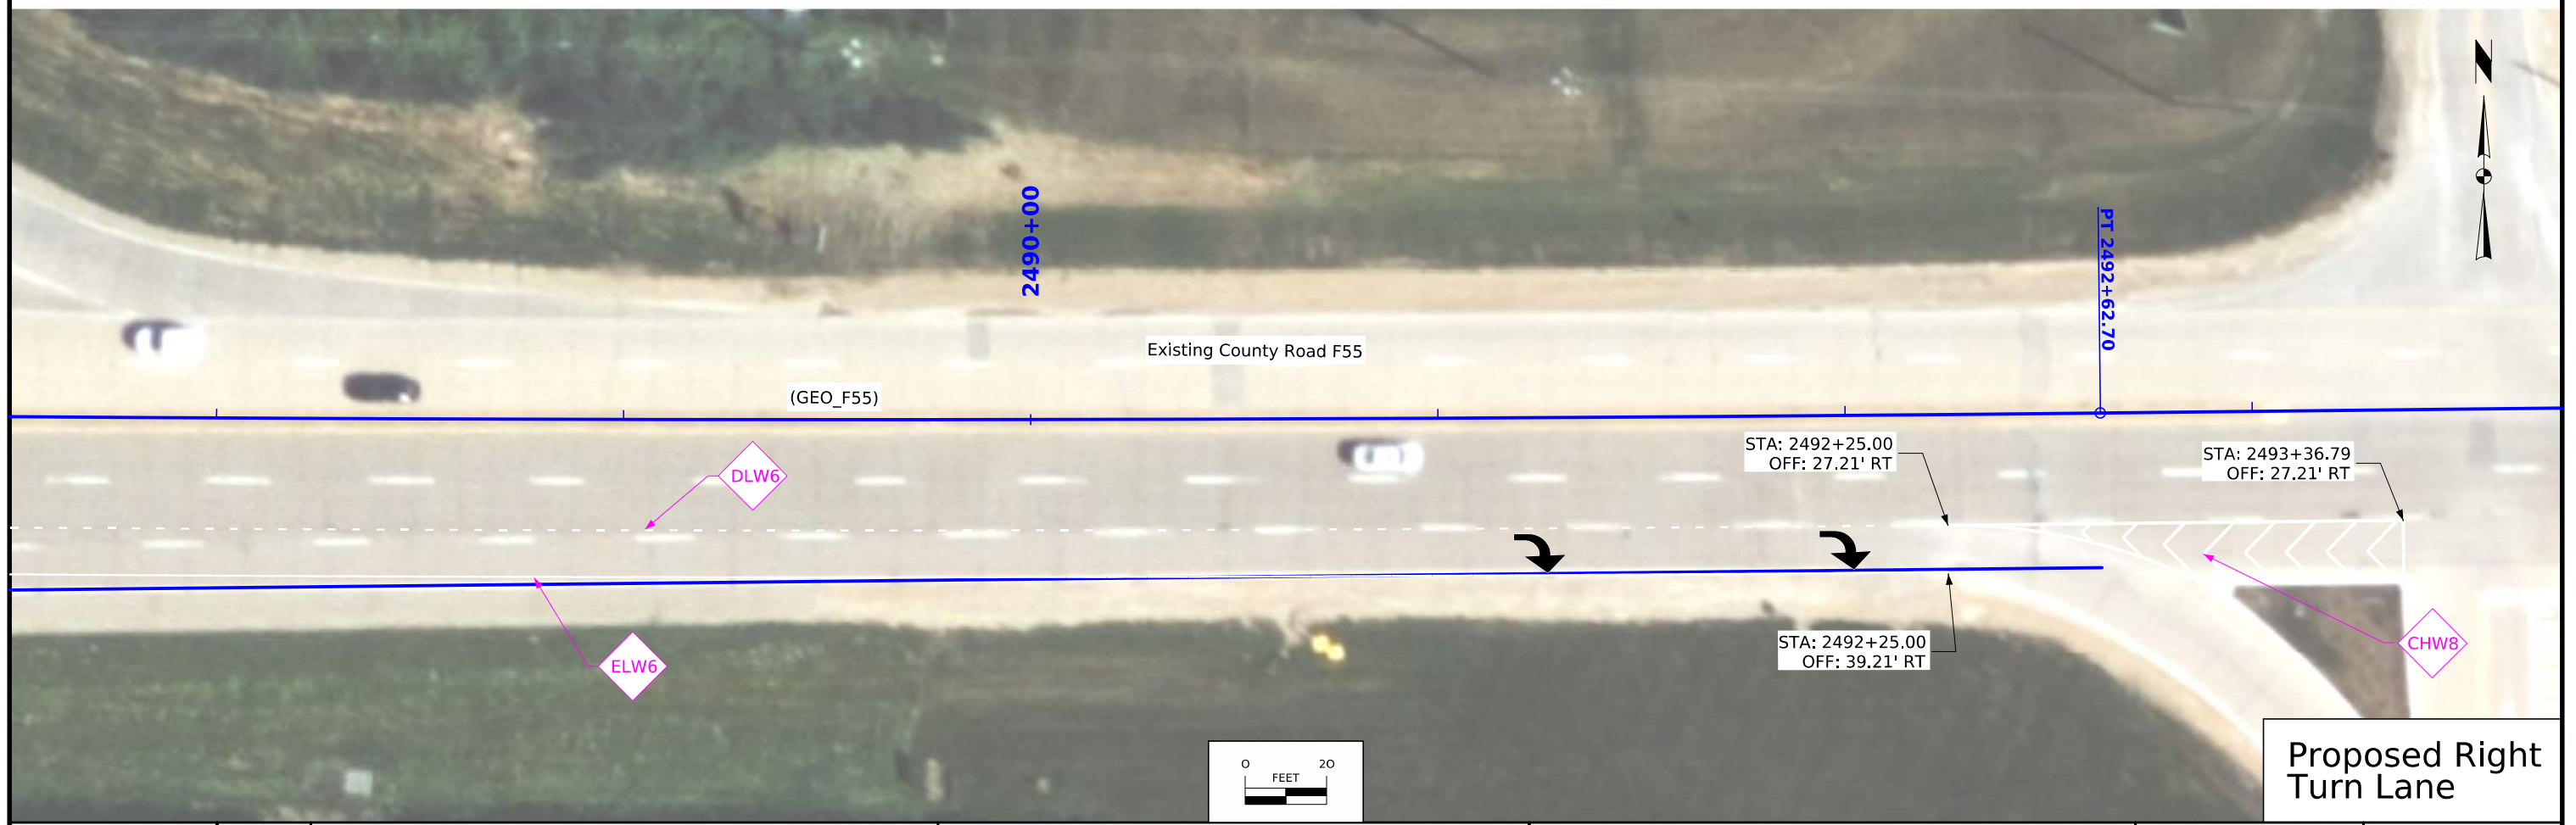 N
2490+00
PT 2492+62.70
Existing County Road F55
(GEO_F55)
STA: 2492+25.00
OFF: 27.21' RT
STA: 2493+36.79
OFF: 27.21' RT
DLW6
ELW6
STA: 2492+25.00
OFF: 39.21' RT
CHW8
0 20
FEET
Proposed Right
Turn Lane